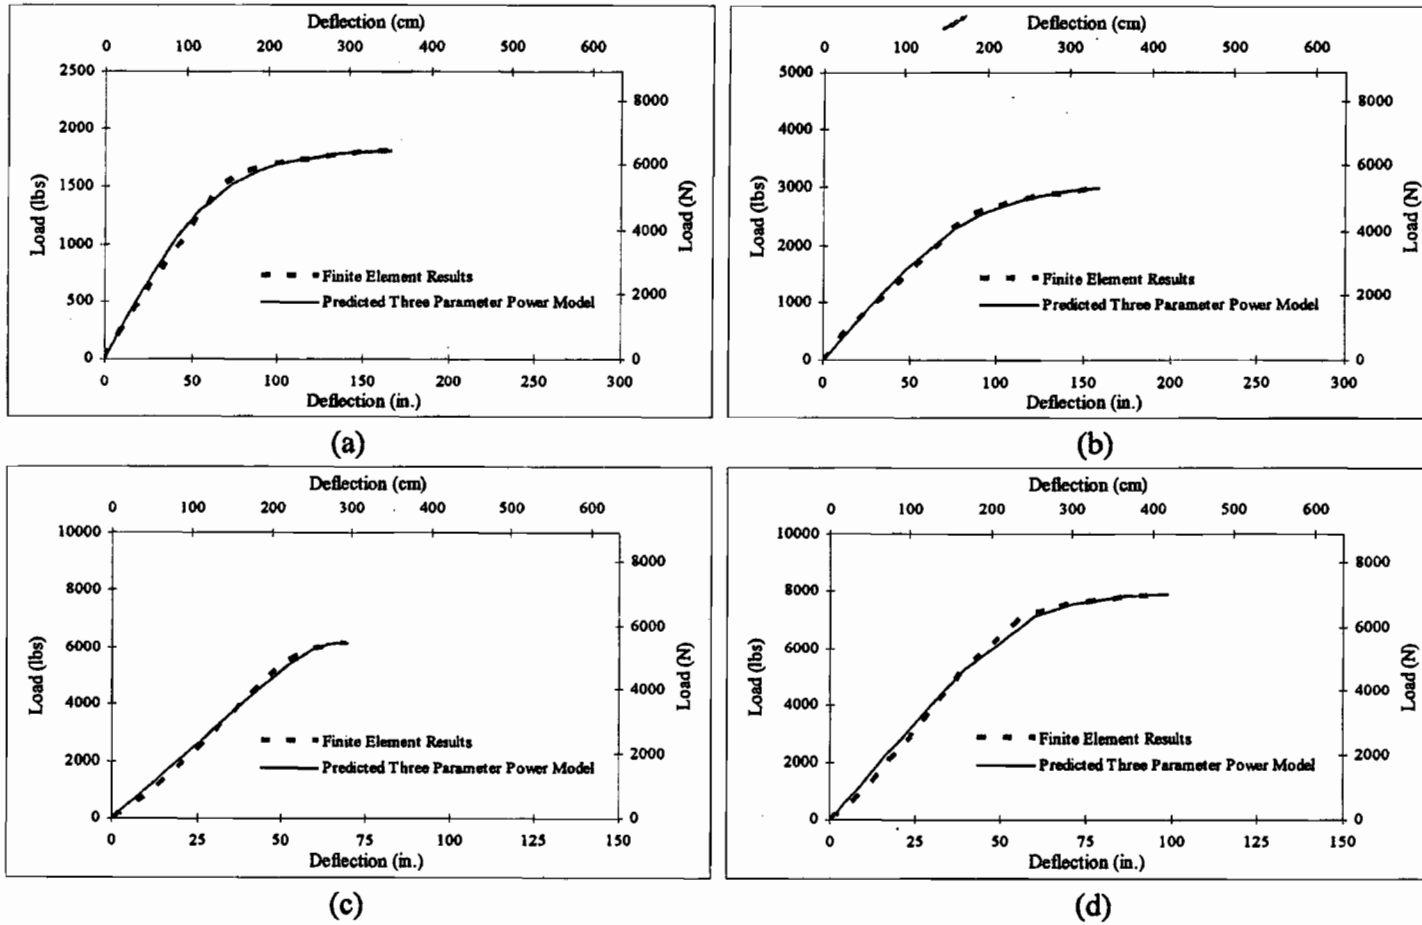 Deflection (cm)
0 100 200 300 400 500 600
2500
2000
1500
1000
500
0
Load (lbs)
8000
6000
4000
2000
0
Load (N)
Finite Element Results
Predicted Three Parameter Power Model
0 50 100 150 200 250 300
Deflection (in.)
(a)
Deflection (cm)
0 100 200 300 400 500 600
5000
4000
3000
2000
1000
0
Load (lbs)
8000
6000
4000
2000
0
Load (N)
Finite Element Results
Predicted Three Parameter Power Model
0 50 100 150 200 250 300
Deflection (in.)
(b)
Deflection (cm)
0 100 200 300 400 500 600
10000
8000
6000
4000
2000
0
Load (lbs)
8000
6000
4000
2000
0
Load (N)
Finite Element Results
Predicted Three Parameter Power Model
0 25 50 75 100 125 150
Deflection (in.)
(c)
Deflection (cm)
0 100 200 300 400 500 600
10000
8000
6000
4000
2000
0
Load (lbs)
8000
6000
4000
2000
0
Load (N)
Finite Element Results
Predicted Three Parameter Power Model
0 25 50 75 100 125 150
Deflection (in.)
(d)